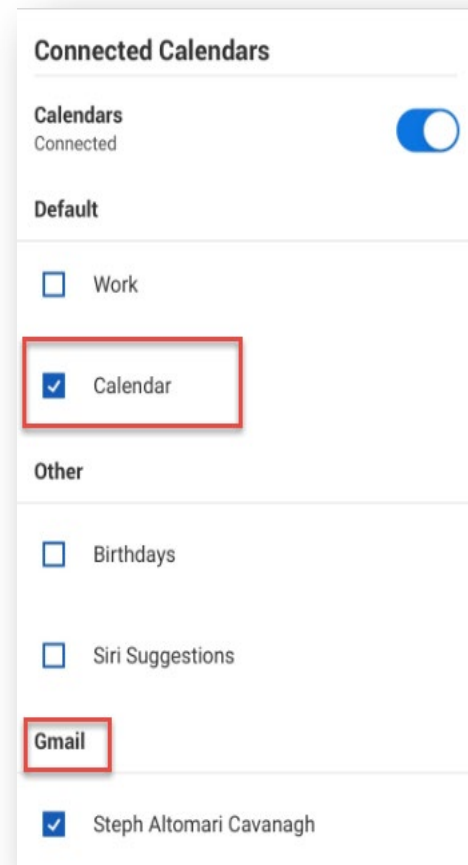 Connected Calendars
Calendars
Connected
Default
Work
Calendar
Other
Birthdays
Siri Suggestions
Gmail
Steph Altomari Cavanagh